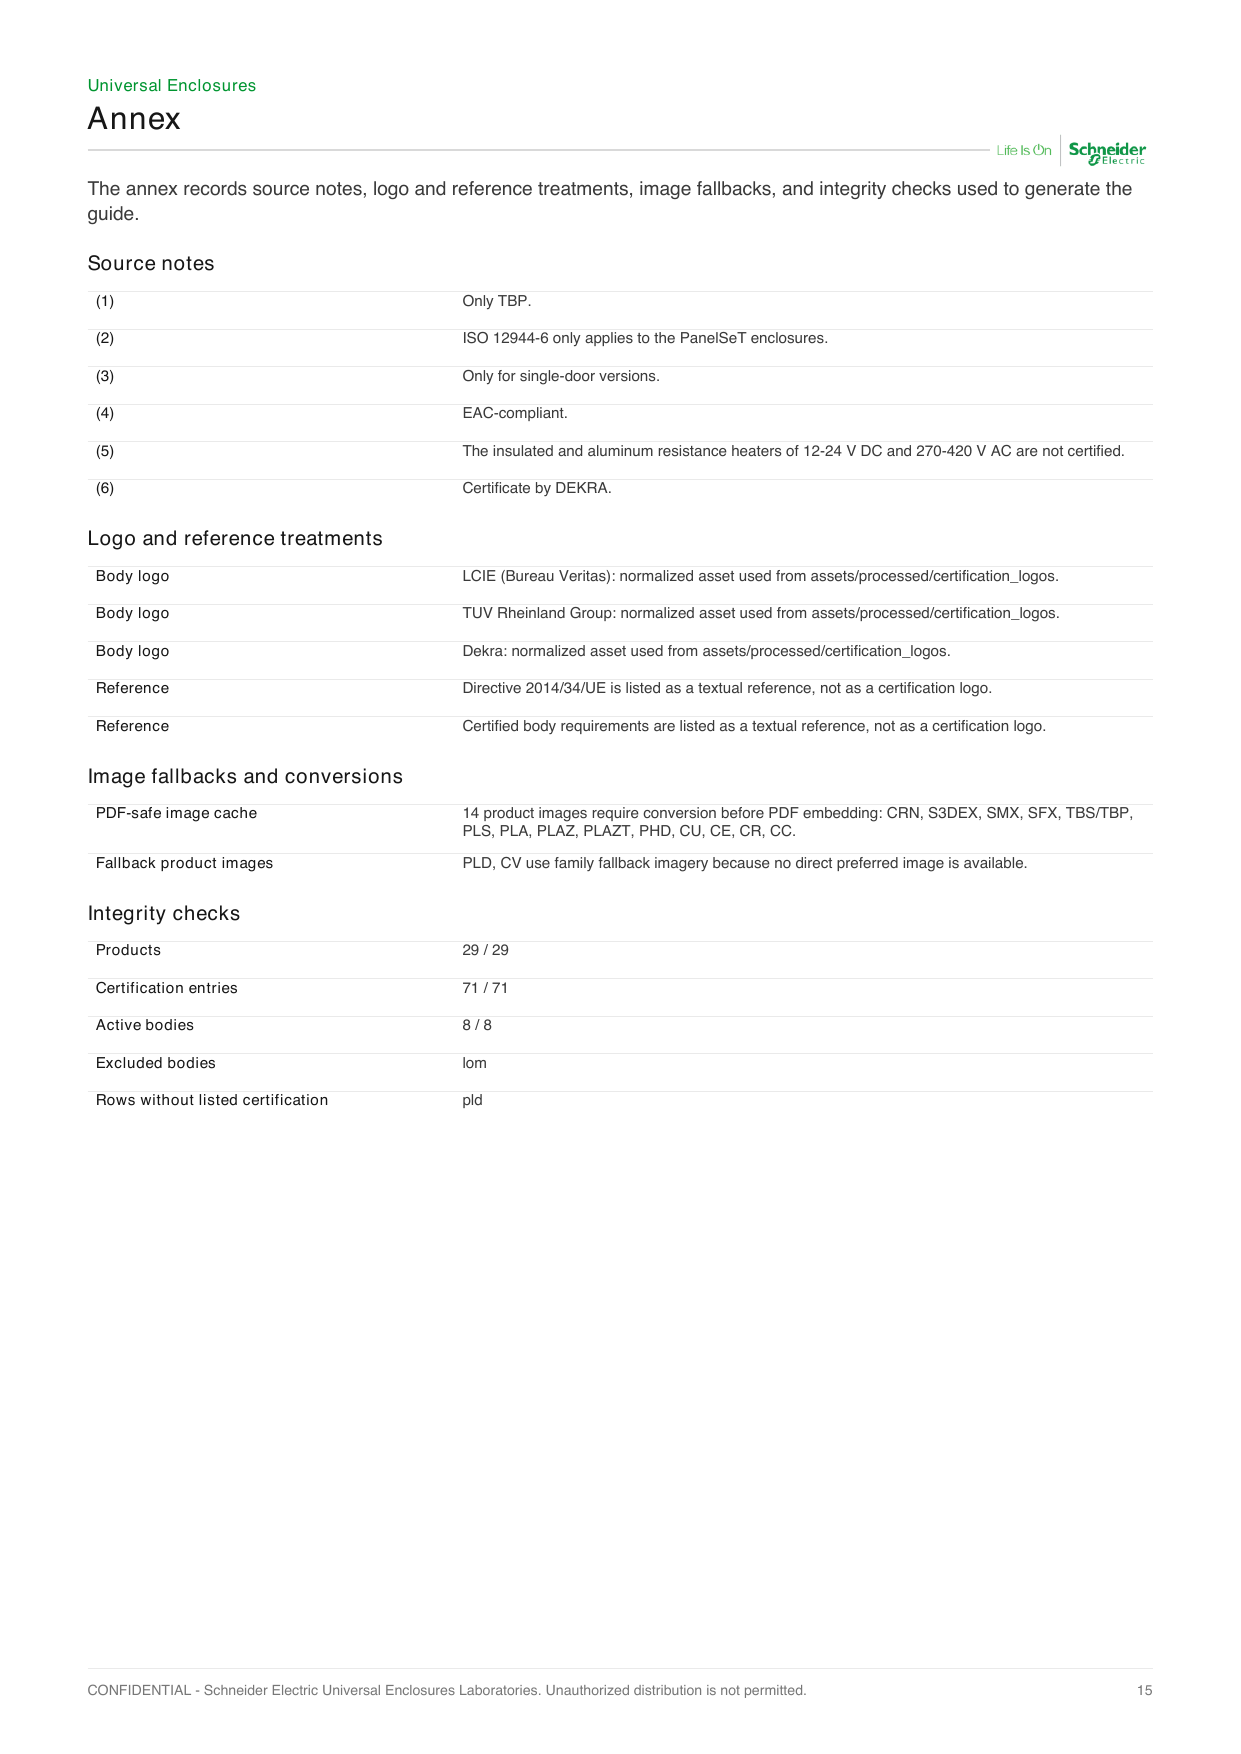 Universal Enclosures
Annex
Life Is On
Schneider
Electric
The annex records source notes, logo and reference treatments, image fallbacks, and integrity checks used to generate the
guide.
Source notes
(1) Only TBP.
(2) ISO 12944-6 only applies to the PanelSeT enclosures.
(3) Only for single-door versions.
(4) EAC-compliant.
(5) The insulated and aluminum resistance heaters of 12-24 V DC and 270-420 V AC are not certified.
(6) Certificate by DEKRA.
Logo and reference treatments
Body logo LCIE (Bureau Veritas): normalized asset used from assets/processed/certification_logos.
Body logo TUV Rheinland Group: normalized asset used from assets/processed/certification_logos.
Body logo Dekra: normalized asset used from assets/processed/certification_logos.
Reference Directive 2014/34/UE is listed as a textual reference, not as a certification logo.
Reference Certified body requirements are listed as a textual reference, not as a certification logo.
Image fallbacks and conversions
PDF-safe image cache 14 product images require conversion before PDF embedding: CRN, S3DEX, SMX, SFX, TBS/TBP,
PLS, PLA, PLAZ, PLAZT, PHD, CU, CE, CR, CC.
Fallback product images PLD, CV use family fallback imagery because no direct preferred image is available.
Integrity checks
Products 29 / 29
Certification entries 71 / 71
Active bodies 8 / 8
Excluded bodies lom
Rows without listed certification pld
CONFIDENTIAL - Schneider Electric Universal Enclosures Laboratories. Unauthorized distribution is not permitted. 15